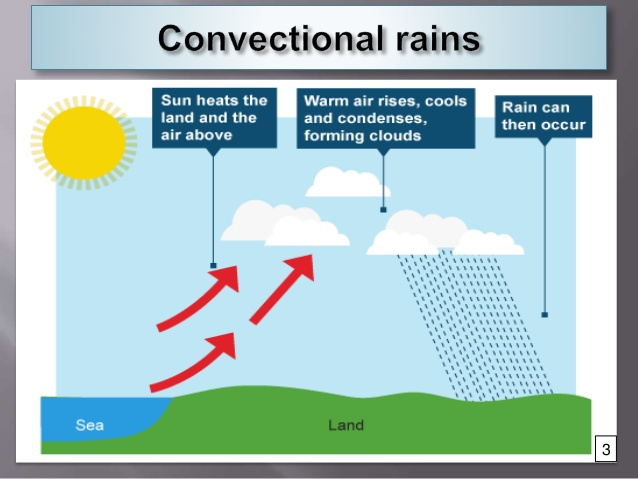 Convectional rains
Sun heats the
land and the
air above
Warm air rises, cools
and condenses,
forming clouds
Rain can
then occur
Sea
Land
3